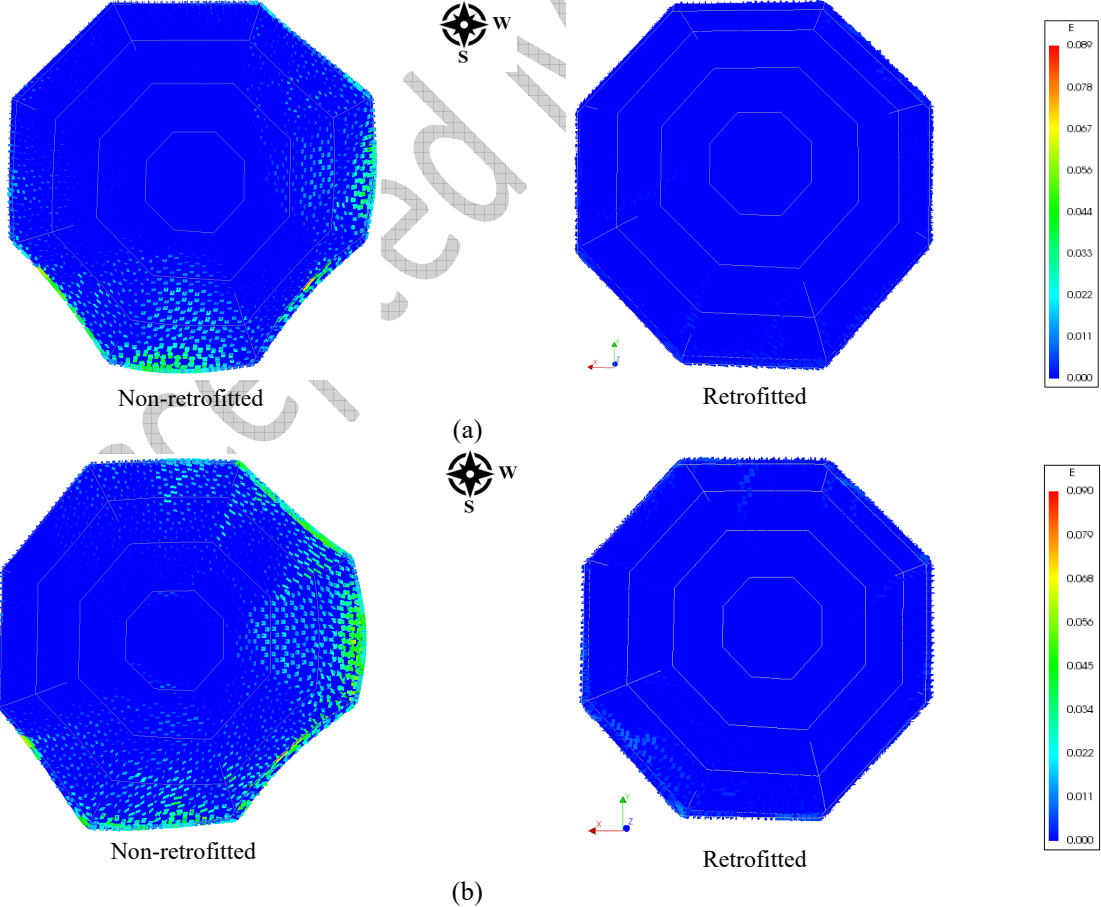 W
S
E
0.089
0.078
0.067
0.056
0.044
0.033
0.022
0.011
0.000
Y
X
Z
Non-retrofitted
Retrofitted
(a)
W
S
E
0.090
0.079
0.068
0.056
0.045
0.034
0.022
0.011
0.000
Y
X
Z
Non-retrofitted
Retrofitted
(b)